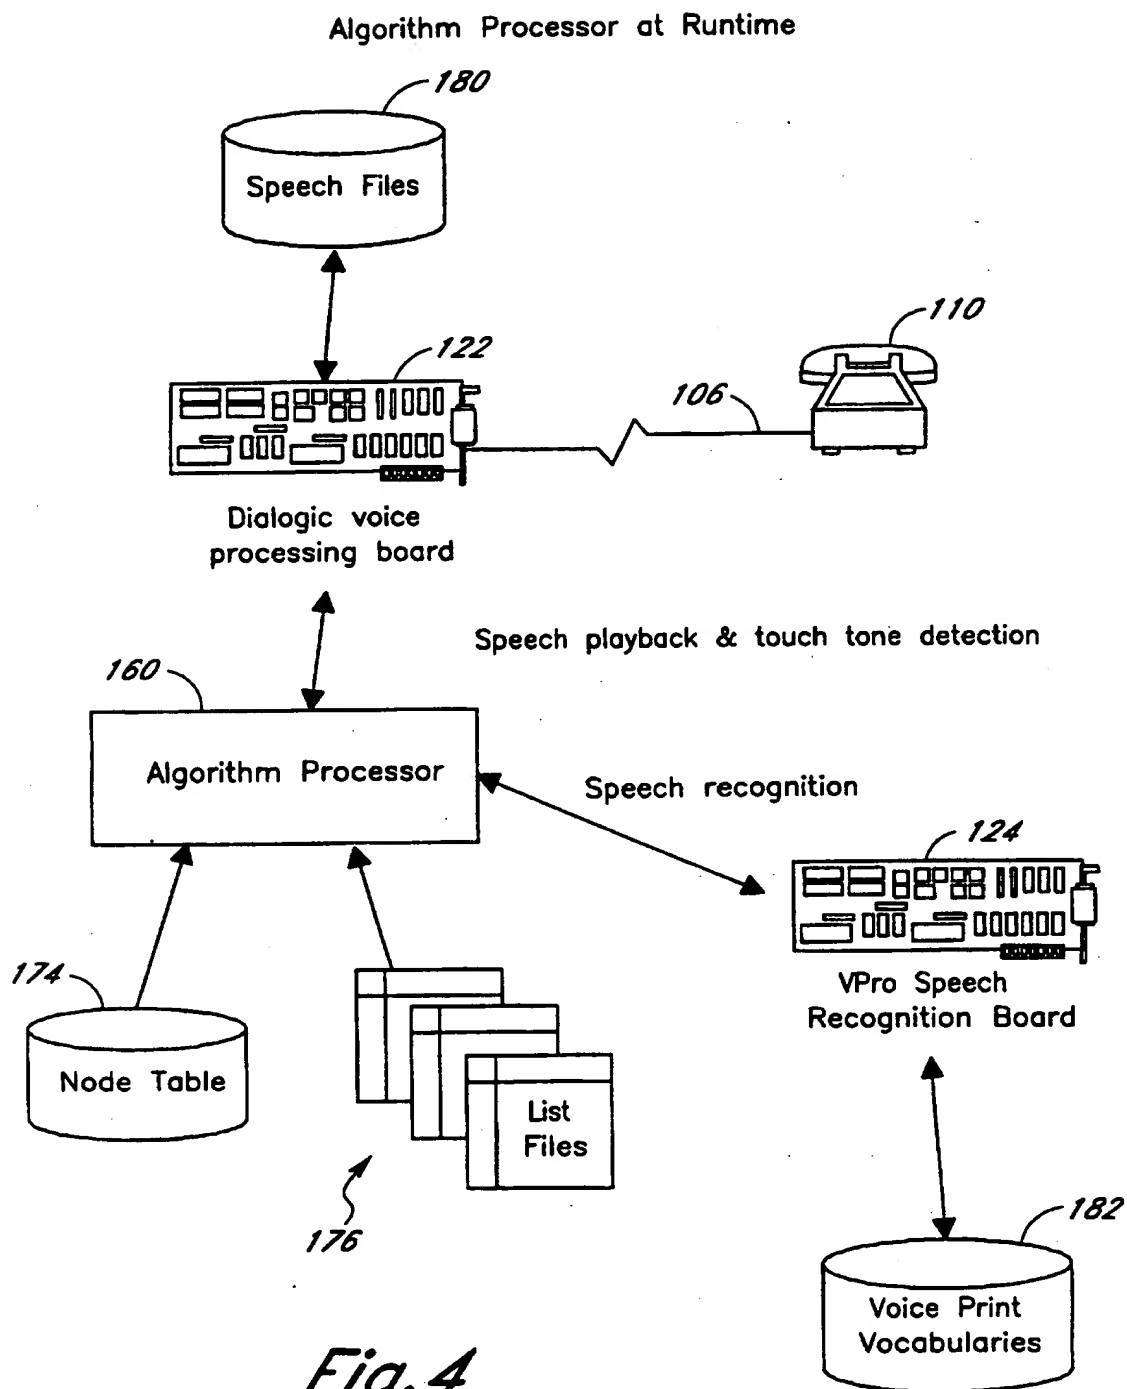 Algorithm Processor at Runtime
180
Speech Files
110
122
106
Dialogic voice
processing board
Speech playback & touch tone detection
160
Algorithm Processor
Speech recognition
124
VPro Speech
Recognition Board
174
Node Table
List
Files
176
182
Voice Print
Vocabularies
Fig.4